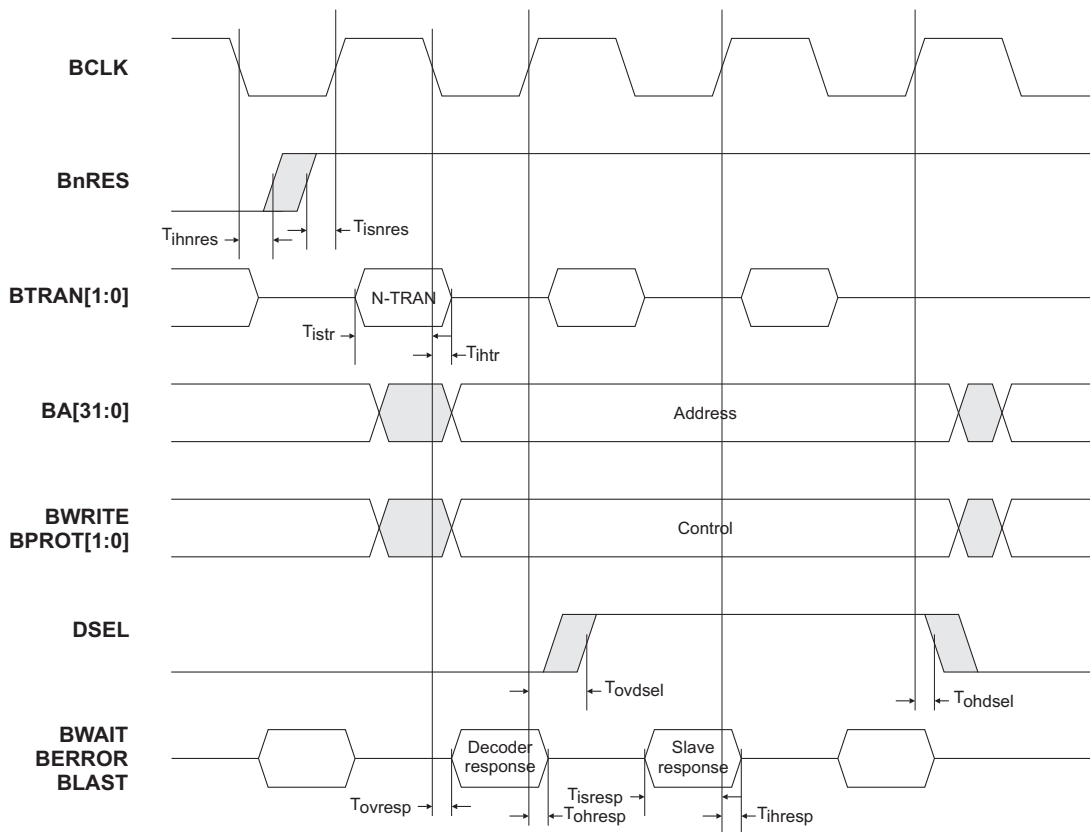 BCLK
BnRES
Tihnres
Tisnres
BTRAN[1:0]
N-TRAN
Tistr
Tihtr
BA[31:0]
Address
BWRITE
BPROT[1:0]
Control
DSEL
Tovdsel
Tohdsel
BWAIT
BERROR
BLAST
Decoder
response
Slave
response
Tovresp
Tisresp
Tohresp
Tihresp